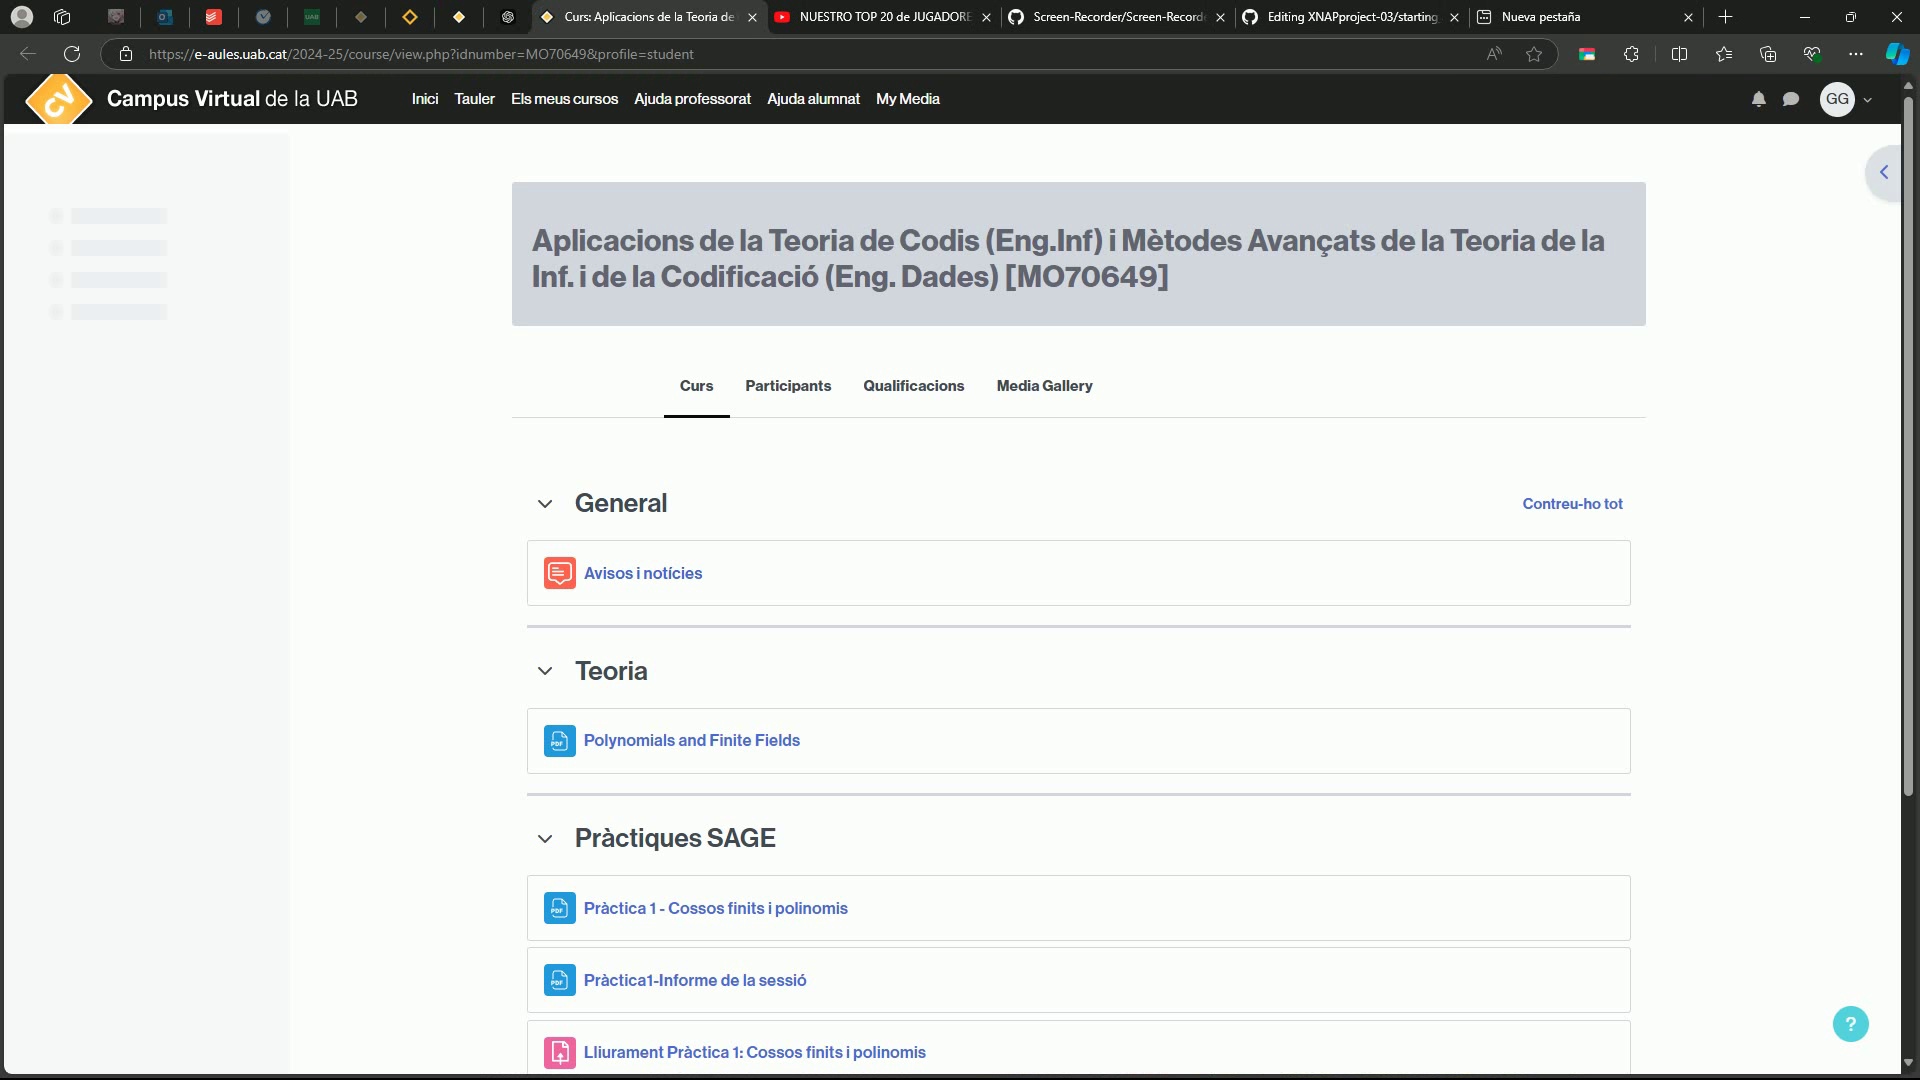 Curs: Aplicacions de la Teoria de
NUESTRO TOP 20 de JUGADORE
Screen-Recorder/Screen-Record
Editing XNAPproject-03/starting
Nueva pestaña
https://e-aules.uab.cat/2024-25/course/view.php?idnumber=MO70649&profile=student
CV
Campus Virtual de la UAB
Inici Tauler Els meus cursos Ajuda professorat Ajuda alumnat My Media
GG
Aplicacions de la Teoria de Codis (Eng.Inf) i Mètodes Avançats de la Teoria de la
Inf. i de la Codificació (Eng. Dades) [MO70649]
Curs Participants Qualificacions Media Gallery
General
Contreu-ho tot
Avisos i notícies
Teoria
PDF Polynomials and Finite Fields
Pràctiques SAGE
PDF Pràctica 1 - Cossos finits i polinomis
PDF Pràctica1-Informe de la sessió
?
Lliurament Pràctica 1: Cossos finits i polinomis